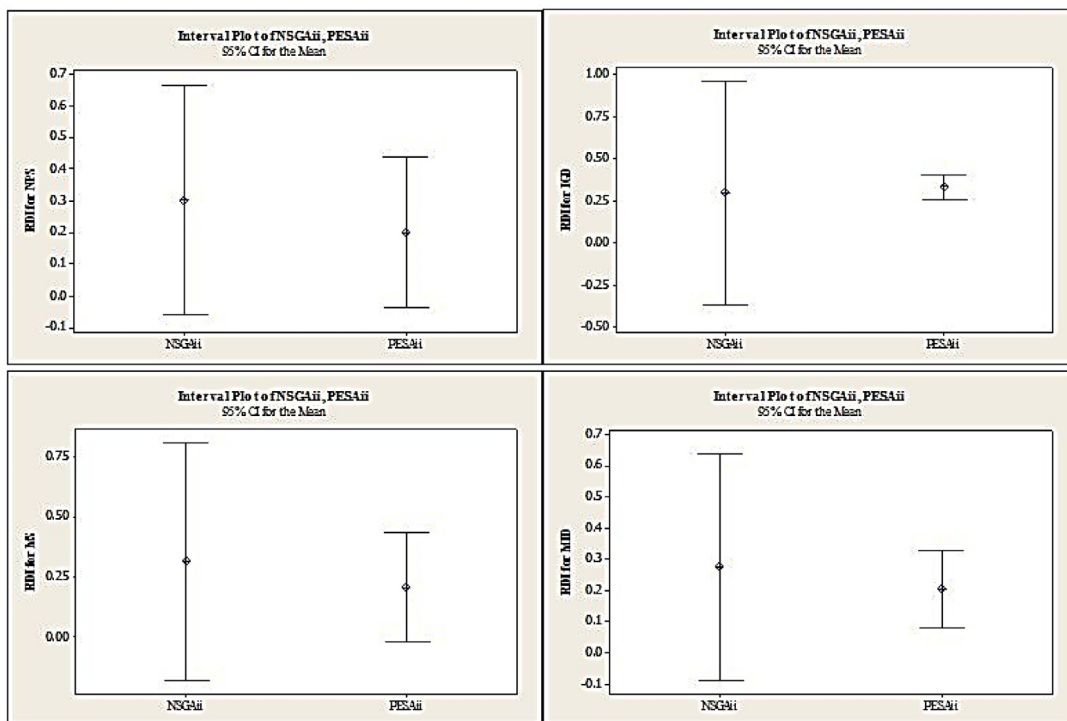 Interval Plot of NSGAii, PESAii
95% CI for the Mean
RDI for NPS
0.7
0.6
0.5
0.4
0.3
0.2
0.1
0.0
-0.1
NSGAii
PESAii
Interval Plot of NSGAii, PESAii
95% CI for the Mean
RDI for IGD
1.00
0.75
0.50
0.25
0.00
-0.25
-0.50
NSGAii
PESAii
Interval Plot of NSGAii, PESAii
95% CI for the Mean
RDI for MS
0.75
0.50
0.25
0.00
NSGAii
PESAii
Interval Plot of NSGAii, PESAii
95% CI for the Mean
RDI for MID
0.7
0.6
0.5
0.4
0.3
0.2
0.1
0.0
-0.1
NSGAii
PESAii